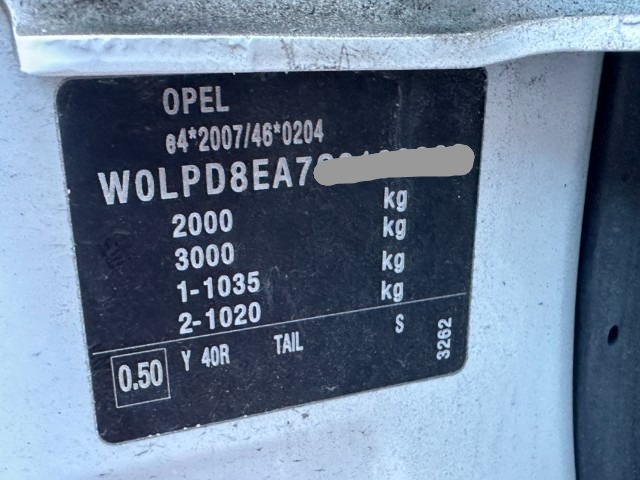 OPEL
e4*2007/46*0204
W0LPD8EA7
2000 kg
3000 kg
1-1035 kg
2-1020 kg
0.50 Y 40R TAIL S 3262